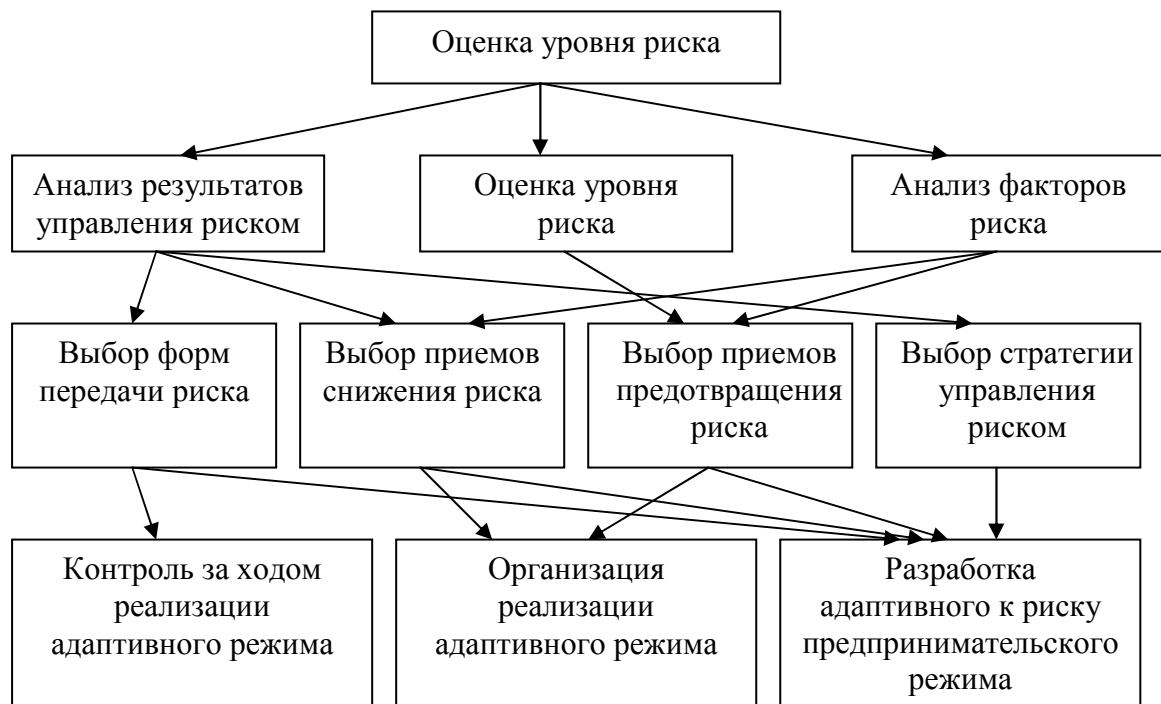 Оценка уровня риска
Анализ результатов
управления риском
Оценка уровня
риска
Анализ факторов
риска
Выбор форм
передачи риска
Выбор приемов
снижения риска
Выбор приемов
предотвращения
риска
Выбор стратегии
управления
риском
Контроль за ходом
реализации
адаптивного режима
Организация
реализации
адаптивного режима
Разработка
адаптивного к риску
предпринимательского
режима